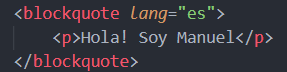 <blockquote lang="es">
    <p>Hola! Soy Manuel</p>
</blockquote>